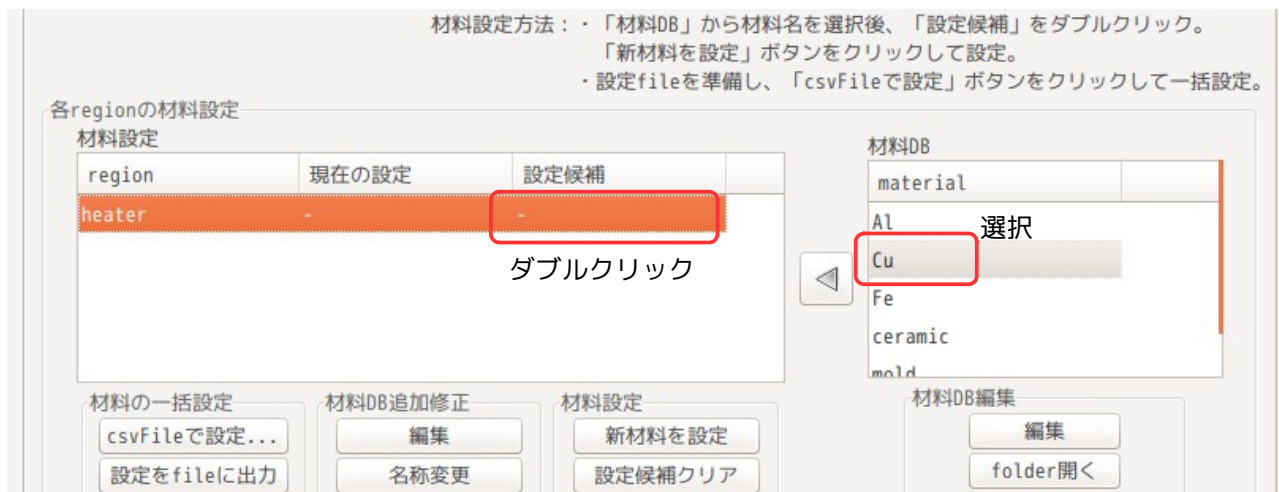 材料設定方法：・「材料DB」から材料名を選択後、「設定候補」をダブルクリック。
「新材料を設定」ボタンをクリックして設定。
・設定fileを準備し、「csvFileで設定」ボタンをクリックして一括設定。
各regionの材料設定
材料設定
region 現在の設定 設定候補
heater - -
ダブルクリック
材料DB
material
Al
選択
Cu
Fe
ceramic
mold
材料の一括設定 材料DB追加修正 材料設定 材料DB編集
csvFileで設定... 編集 新材料を設定 編集
設定をfileに出力 名称変更 設定候補クリア folder開く